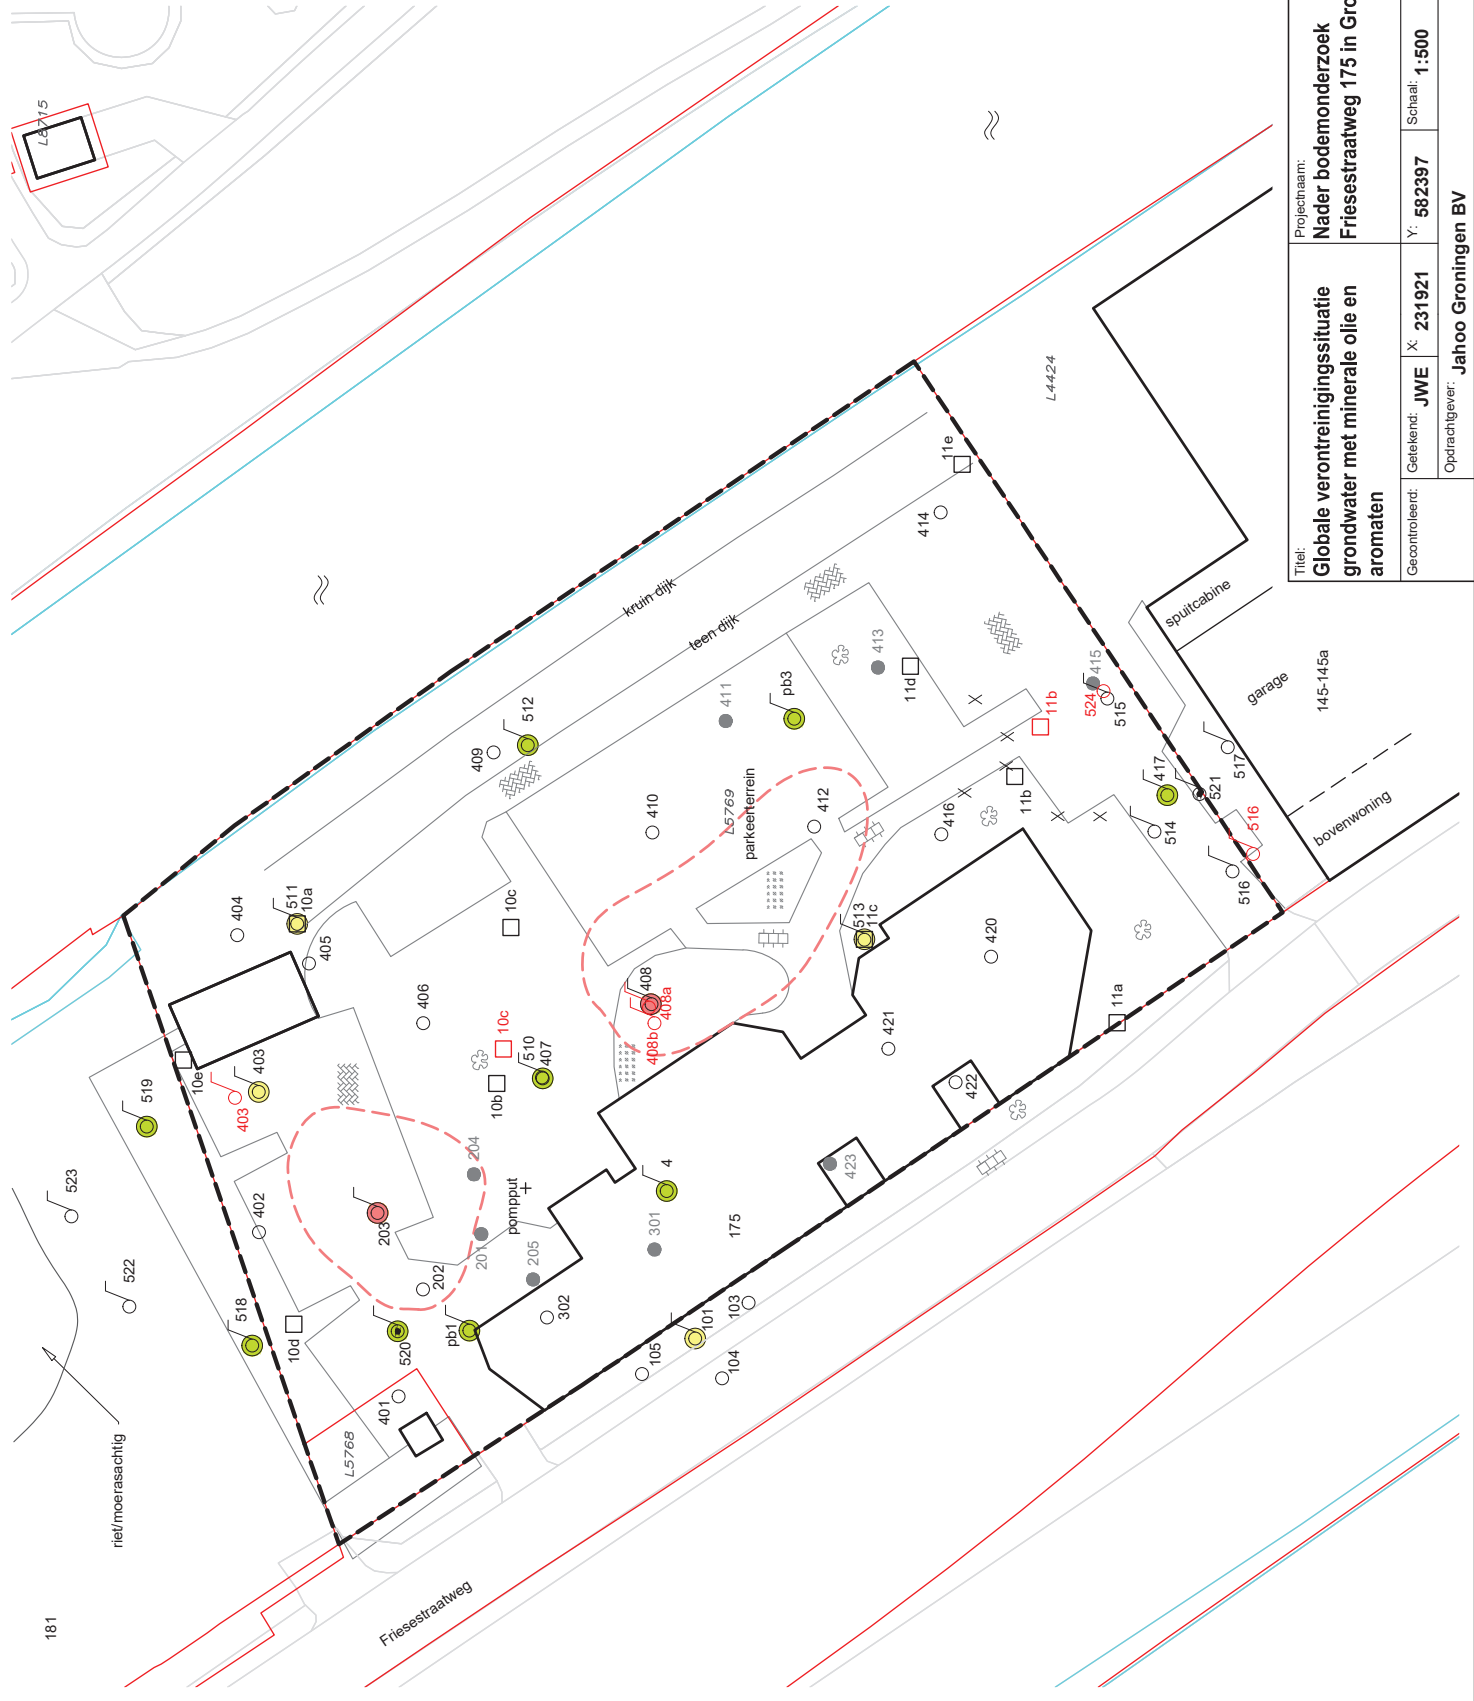 L8715
kruin dijk
teen dijk
L4424
11e
414
413
11d
411
pb3
512
409
410
L5769
parkeerterrein
412
416
11b
11b
415
524
515
spuitcabine
garage
145-145a
517
417
521
514
516
516
bovenwoning
404
511
10a
405
10c
406
10c
510
407
10b
408
408a
408b
513
11c
420
421
11a
422
423
519
10e
403
403
523
522
402
203
204
201
pompput
205
4
301
175
202
302
518
10d
520
pb1
101
103
105
104
401
L5768
riet/moerasachtig
181
Friesestraatweg
Titel:
Globale verontreinigingssituatie
grondwater met minerale olie en
aromaten
Projectnaam:
Nader bodemonderzoek
Friesestraatweg 175 in Gro
Gecontroleerd:
Getekend: JWE
X: 231921
Y: 582397
Schaal: 1:500
Opdrachtgever: Jahoo Groningen BV